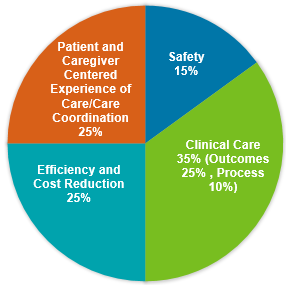 Patient and
Caregiver
Centered
Experience of
Care/Care
Coordination
25%
Safety
15%
Clinical Care
35% (Outcomes
25% , Process
10%)
Efficiency and
Cost Reduction
25%